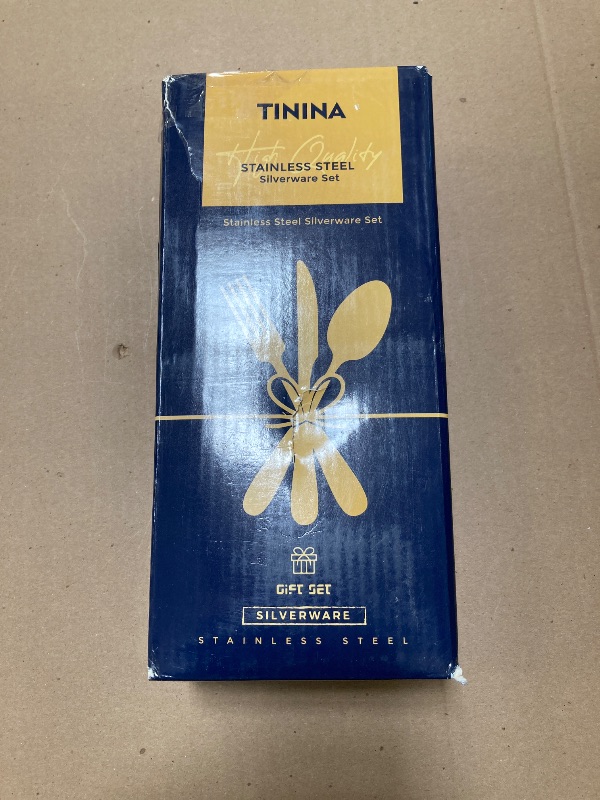 TININA
High Quality
STAINLESS STEEL
Silverware Set
Stainless Steel Silverware Set
GiFT SET
SILVERWARE
STAINLESS STEEL